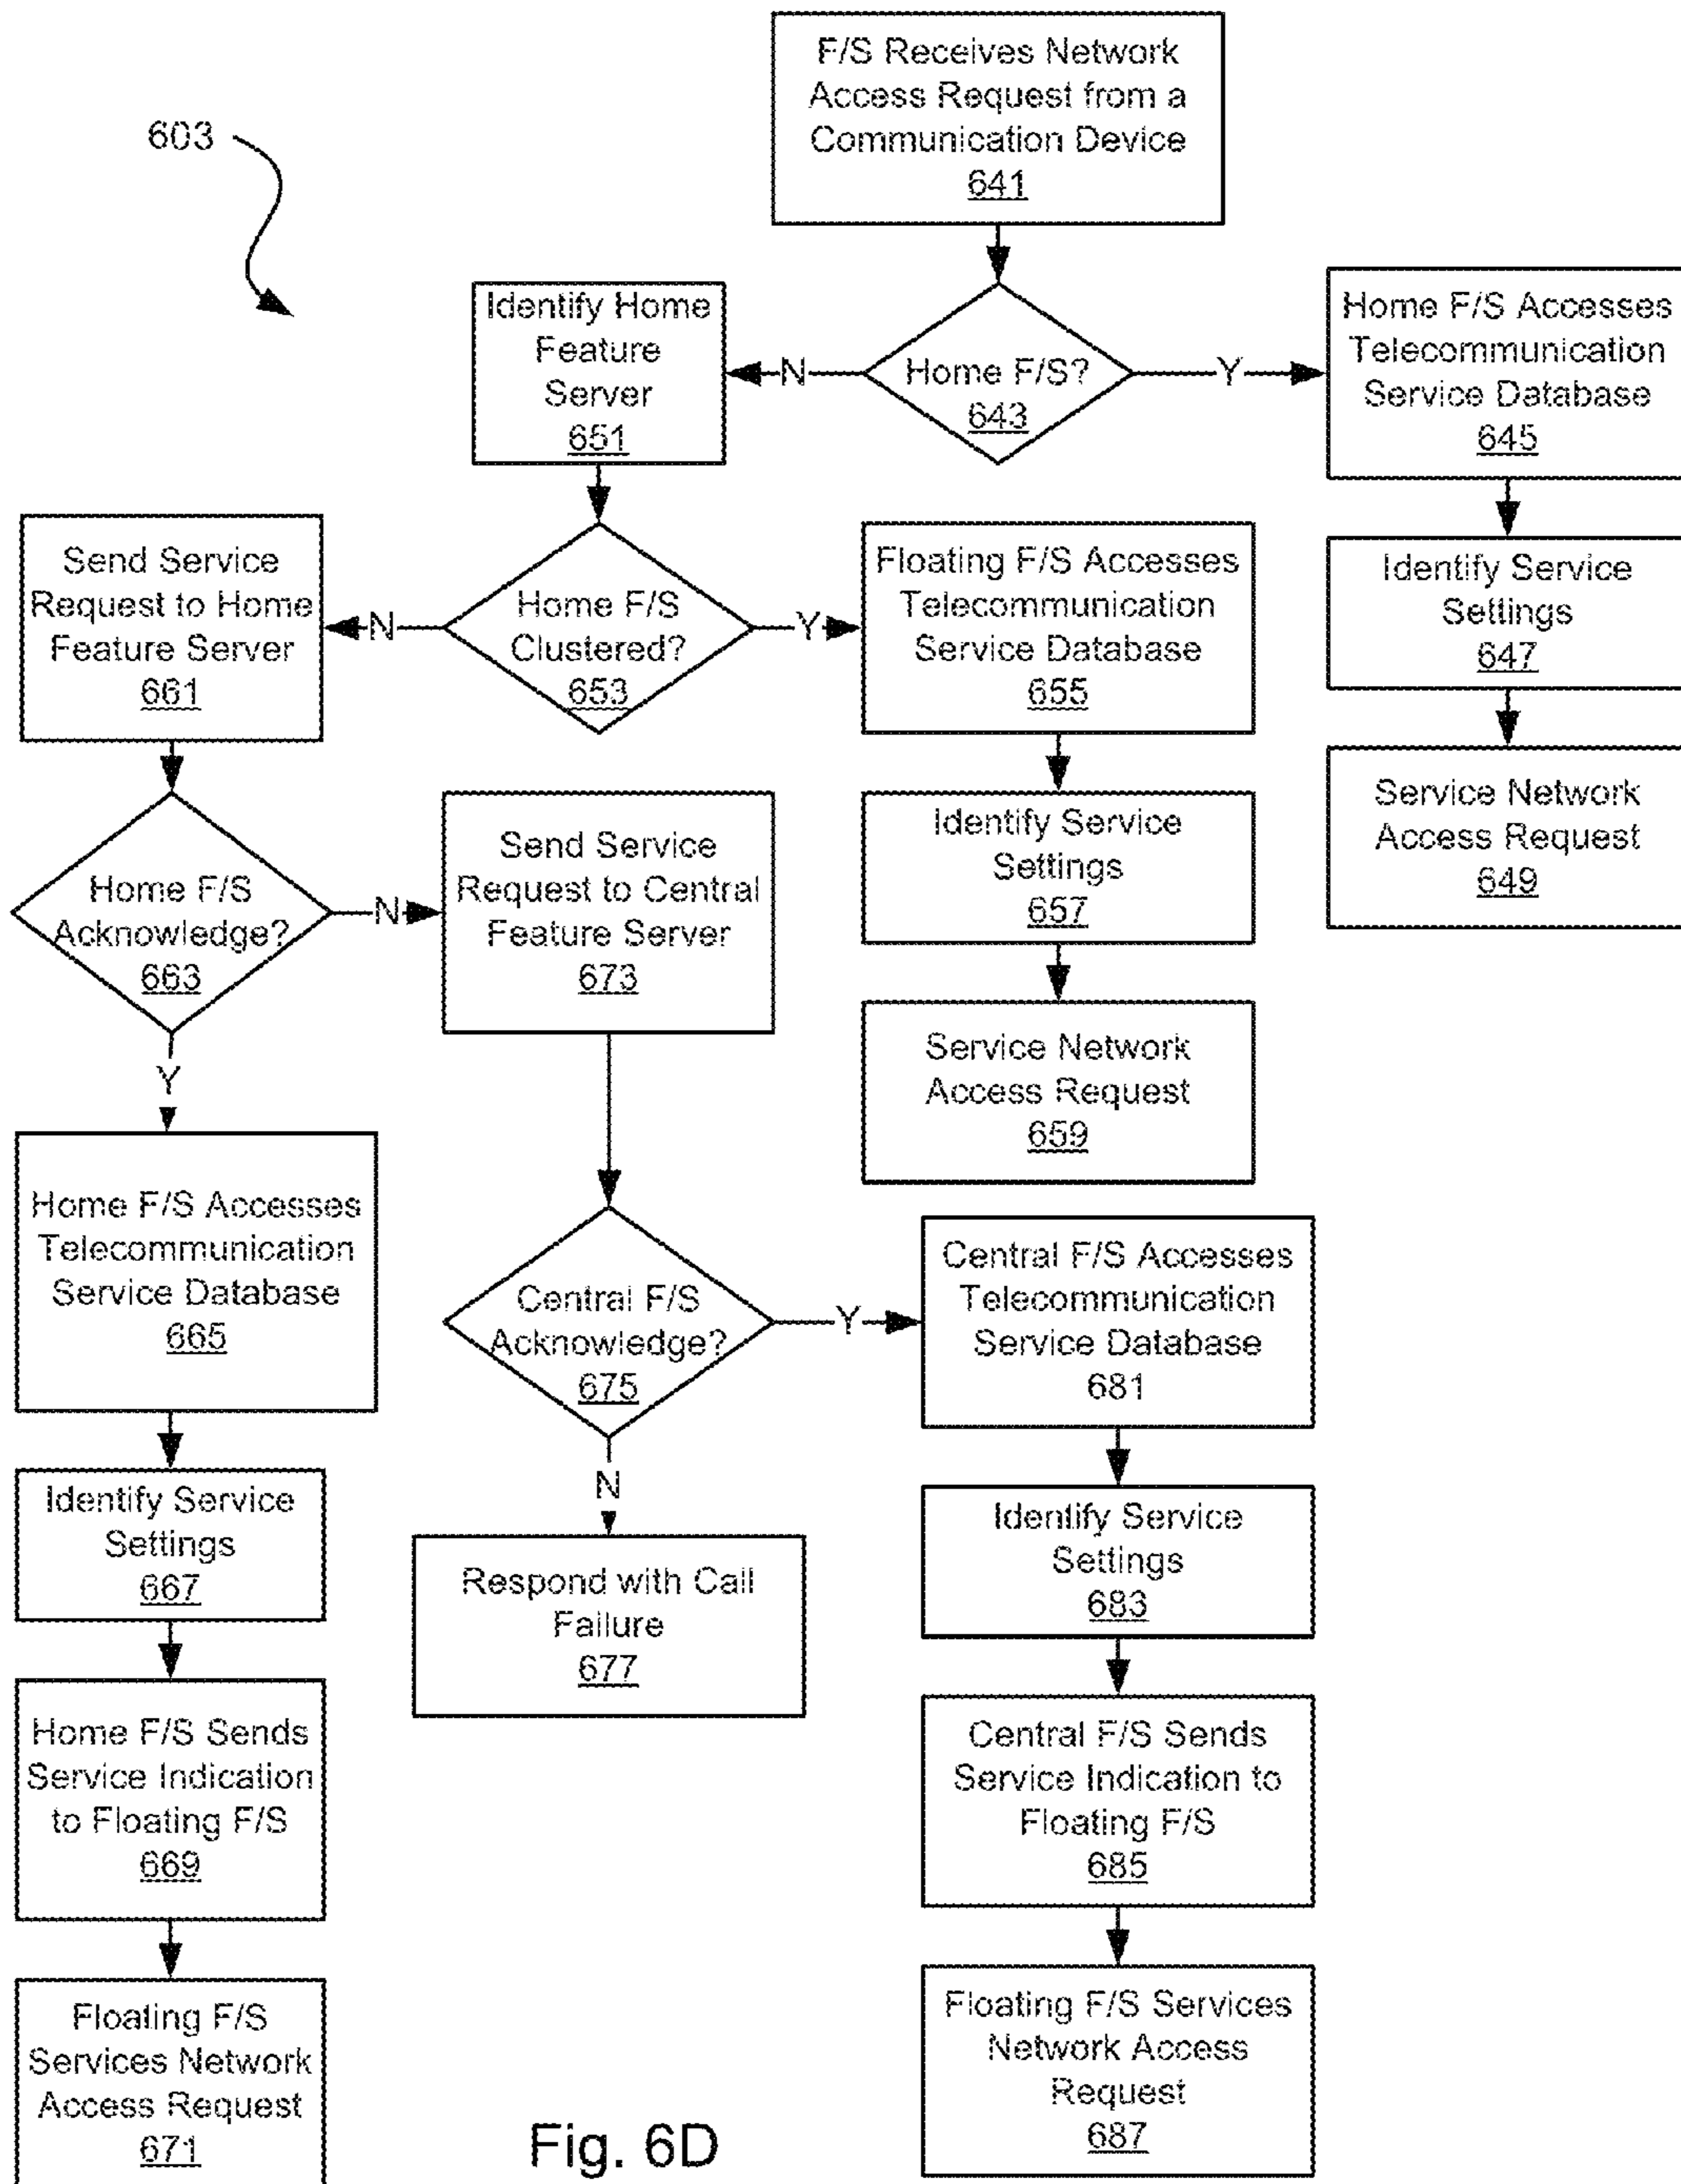 F/S Receives Network
Access Request from a
Communication Device
641
603
Identify Home
Feature
Server
651
N
Home F/S?
643
Y
Home F/S Accesses
Telecommunication
Service Database
645
Send Service
Request to Home
Feature Server
661
N
Home F/S
Clustered?
653
Y
Floating F/S Accesses
Telecommunication
Service Database
655
Identify Service
Settings
647
Service Network
Access Request
649
Home F/S
Acknowledge?
663
N
Send Service
Request to Central
Feature Server
673
Identify Service
Settings
657
Service Network
Access Request
659
Y
Home F/S Accesses
Telecommunication
Service Database
665
Central F/S
Acknowledge?
675
Y
Central F/S Accesses
Telecommunication
Service Database
681
Identify Service
Settings
667
N
Respond with Call
Failure
677
Identify Service
Settings
683
Home F/S Sends
Service Indication
to Floating F/S
669
Central F/S Sends
Service Indication to
Floating F/S
685
Floating F/S
Services Network
Access Request
671
Floating F/S Services
Network Access
Request
687
Fig. 6D